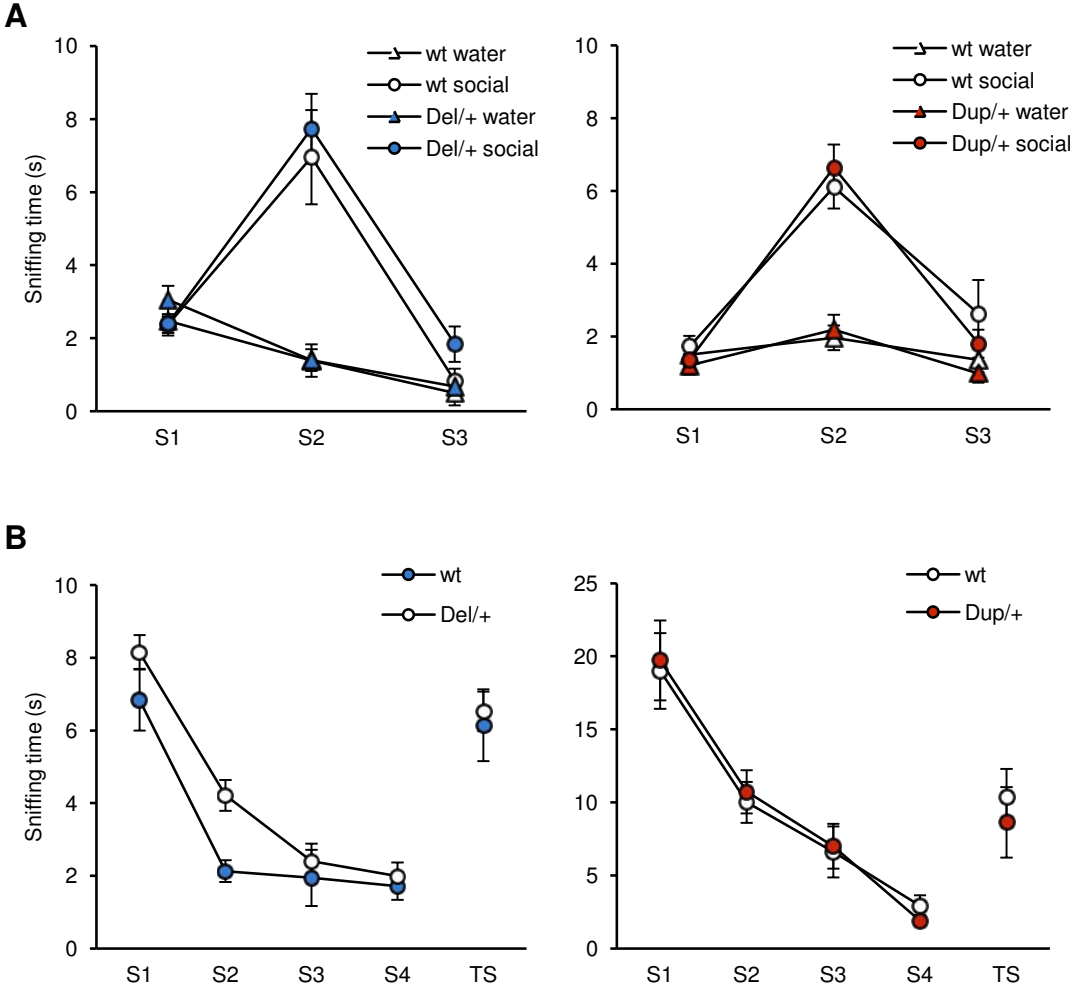 A
wt water
wt social
Del/+ water
Del/+ social
Sniffing time (s)
10
8
6
4
2
0
S1 S2 S3
wt water
wt social
Dup/+ water
Dup/+ social
10
8
6
4
2
0
S1 S2 S3
B
wt
Del/+
Sniffing time (s)
10
8
6
4
2
0
S1 S2 S3 S4 TS
wt
Dup/+
25
20
15
10
5
0
S1 S2 S3 S4 TS